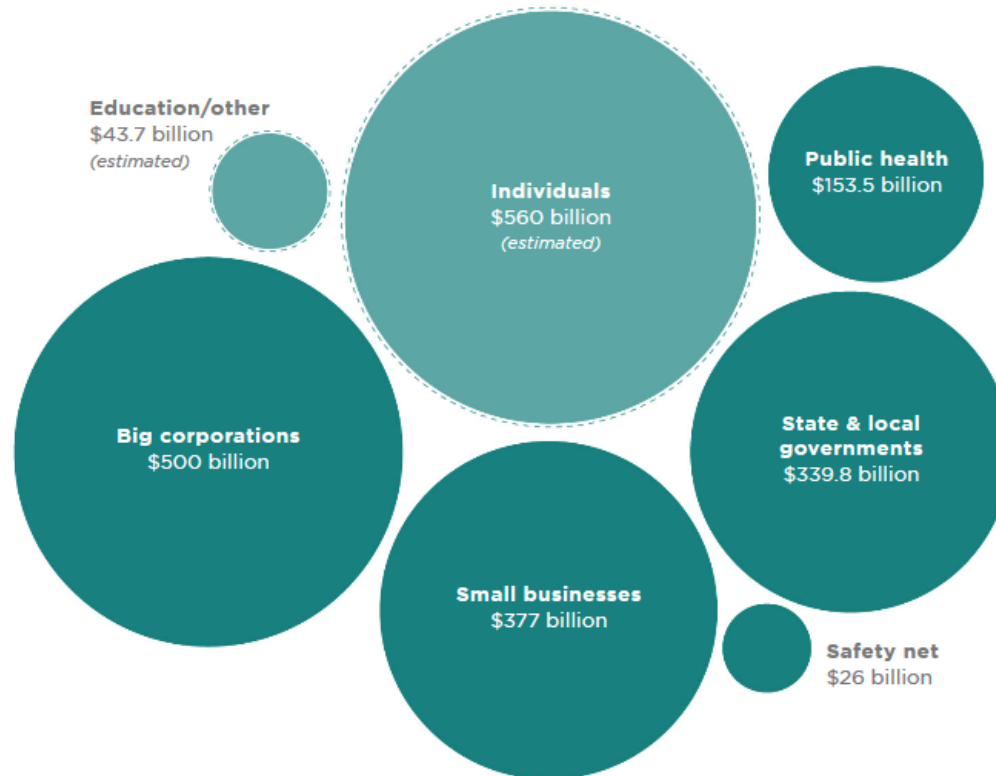 Education/other
$43.7 billion
(estimated)
Individuals
$560 billion
(estimated)
Public health
$153.5 billion
Big corporations
$500 billion
State & local
governments
$339.8 billion
Small businesses
$377 billion
Safety net
$26 billion